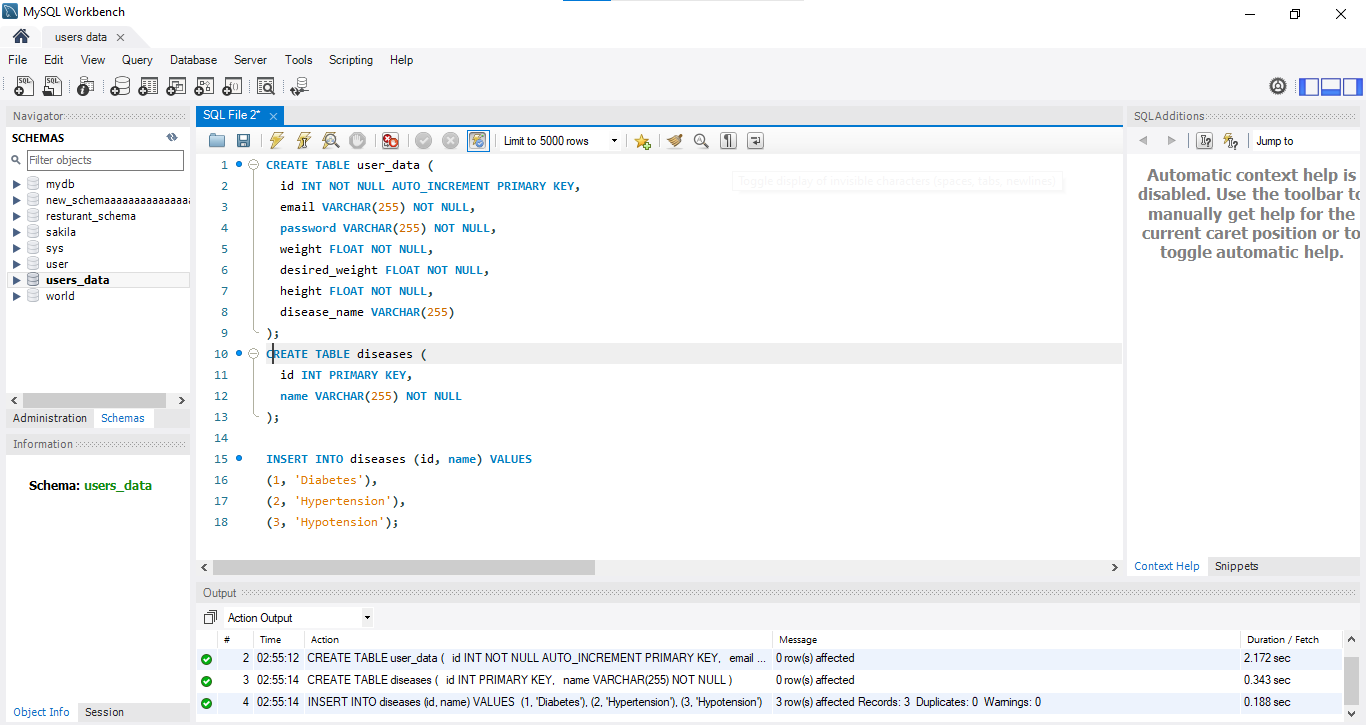 MySQL Workbench
users data
File Edit View Query Database Server Tools Scripting Help
Navigator
SCHEMAS
Filter objects
mydb
new_schemaaaaaaaaaaaaaaa
resturant_schema
sakila
sys
user
users_data
world
Administration Schemas
Information
Schema: users_data
Object Info Session
SQL File 2*
Limit to 5000 rows
Toggle display of invisible characters (spaces, tabs, newlines)
1 CREATE TABLE user_data (
2 id INT NOT NULL AUTO_INCREMENT PRIMARY KEY,
3 email VARCHAR(255) NOT NULL,
4 password VARCHAR(255) NOT NULL,
5 weight FLOAT NOT NULL,
6 desired_weight FLOAT NOT NULL,
7 height FLOAT NOT NULL,
8 disease_name VARCHAR(255)
9 );
10 CREATE TABLE diseases (
11 id INT PRIMARY KEY,
12 name VARCHAR(255) NOT NULL
13 );
14
15 INSERT INTO diseases (id, name) VALUES
16 (1, 'Diabetes'),
17 (2, 'Hypertension'),
18 (3, 'Hypotension');
SQLAdditions
Jump to
Automatic context help is
disabled. Use the toolbar to
manually get help for the
current caret position or to
toggle automatic help.
Context Help Snippets
Output
Action Output
# Time Action Message Duration / Fetch
2 02:55:12 CREATE TABLE user_data ( id INT NOT NULL AUTO_INCREMENT PRIMARY KEY, email ... 0 row(s) affected 2.172 sec
3 02:55:14 CREATE TABLE diseases ( id INT PRIMARY KEY, name VARCHAR(255) NOT NULL ) 0 row(s) affected 0.343 sec
4 02:55:14 INSERT INTO diseases (id, name) VALUES (1, 'Diabetes'), (2, 'Hypertension'), (3, 'Hypotension') 3 row(s) affected Records: 3 Duplicates: 0 Warnings: 0 0.188 sec